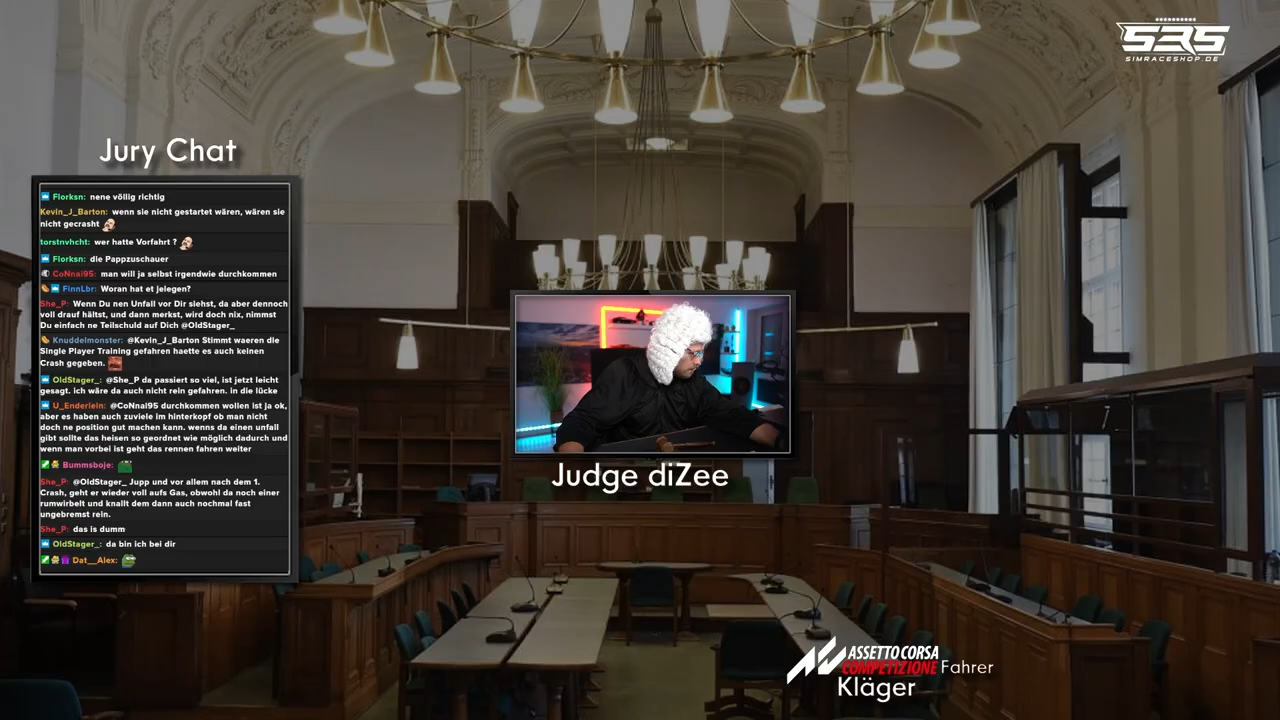 SRS
SIMRACESHOP.DE
Jury Chat
Florksn: nene völlig richtig
Kevin_J_Barton: wenn sie nicht gestartet wären, wären sie
nicht gecrasht
torstnvhcht: wer hatte Vorfahrt ?
Florksn: die Pappzuschauer
CoNnai95: man will ja selbst irgendwie durchkommen
FinnLbr: Woran hat et jelegen?
She_P: Wenn Du nen Unfall vor Dir siehst, da aber dennoch
voll drauf hältst, und dann merkst, wird doch nix, nimmst
Du einfach ne Teilschuld auf Dich @OldStager_
Knuddelmonster: @Kevin_J_Barton Stimmt waeren die
Single Player Training gefahren haette es auch keinen
Crash gegeben.
OldStager_: @She_P da passiert so viel, ist jetzt leicht
gesagt. ich wäre da auch nicht rein gefahren. in die lücke
U_Enderlein: @CoNnai95 durchkommen wollen ist ja ok,
aber es haben auch zuviele im hinterkopf ob man nicht
doch ne position gut machen kann. wenns da einen unfall
gibt sollte das heisen so geordnet wie möglich dadurch und
wenn man vorbei ist geht das rennen fahren weiter
Bummsboje:
She_P: @OldStager_ Jupp und vor allem nach dem 1.
Crash, geht er wieder voll aufs Gas, obwohl da noch einer
rumwirbelt und knallt dem dann auch nochmal fast
ungebremst rein.
She_P: das is dumm
OldStager_: da bin ich bei dir
Dat__Alex:
Judge diZee
ASSETTO CORSA
COMPETIZIONE Fahrer
Kläger